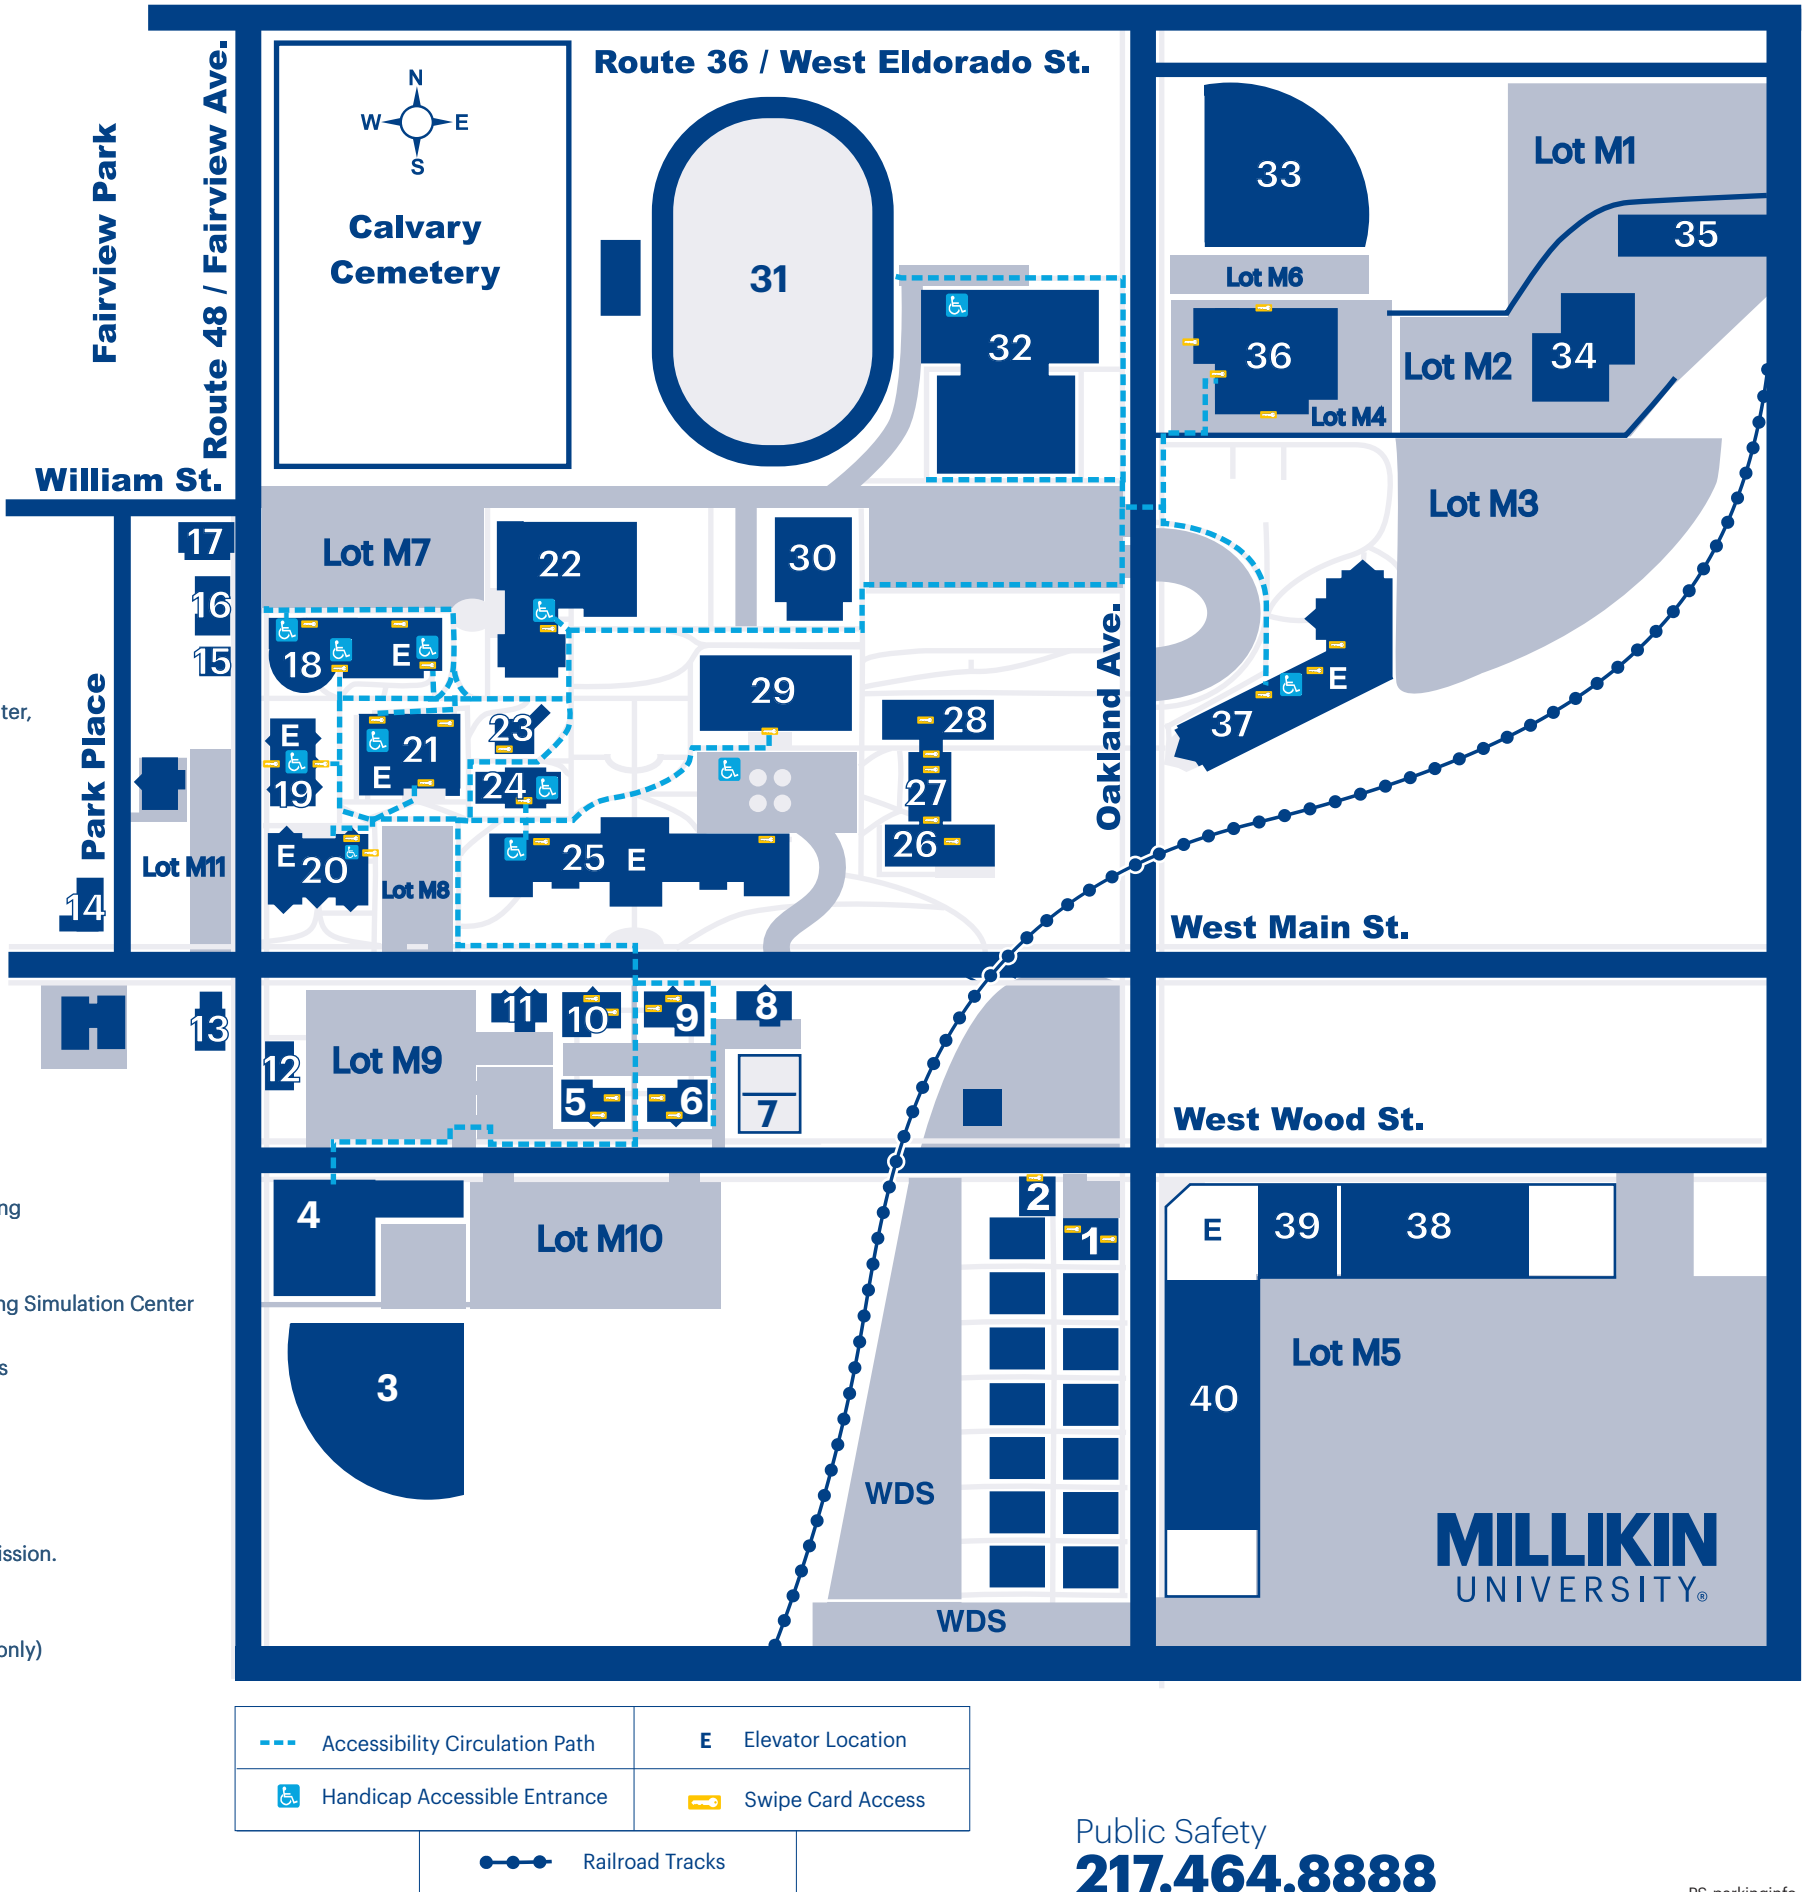 Route 36 / West Eldorado St.
Route 48 / Fairview Ave.
Fairview Park
N
W E
S
Calvary
Cemetery
31
32
33
Lot M1
35
Lot M6
36
Lot M2
34
Lot M4
William St.
Lot M3
17
Lot M7
22
30
16
15
18
E
Park Place
Oakland Ave.
29
28
37
E
ter,
E
19
21
E
23
24
27
26
Lot M11
14
E
20
Lot M8
25
E
West Main St.
13
12
Lot M9
11
10
9
8
5
6
7
West Wood St.
4
Lot M10
2
1
E
39
38
ng
ng Simulation Center
s
3
40
Lot M5
WDS
WDS
ission.
only)
MILLIKIN
UNIVERSITY®
Accessibility Circulation Path
E Elevator Location
Handicap Accessible Entrance
Swipe Card Access
Railroad Tracks
Public Safety
217.464.8888